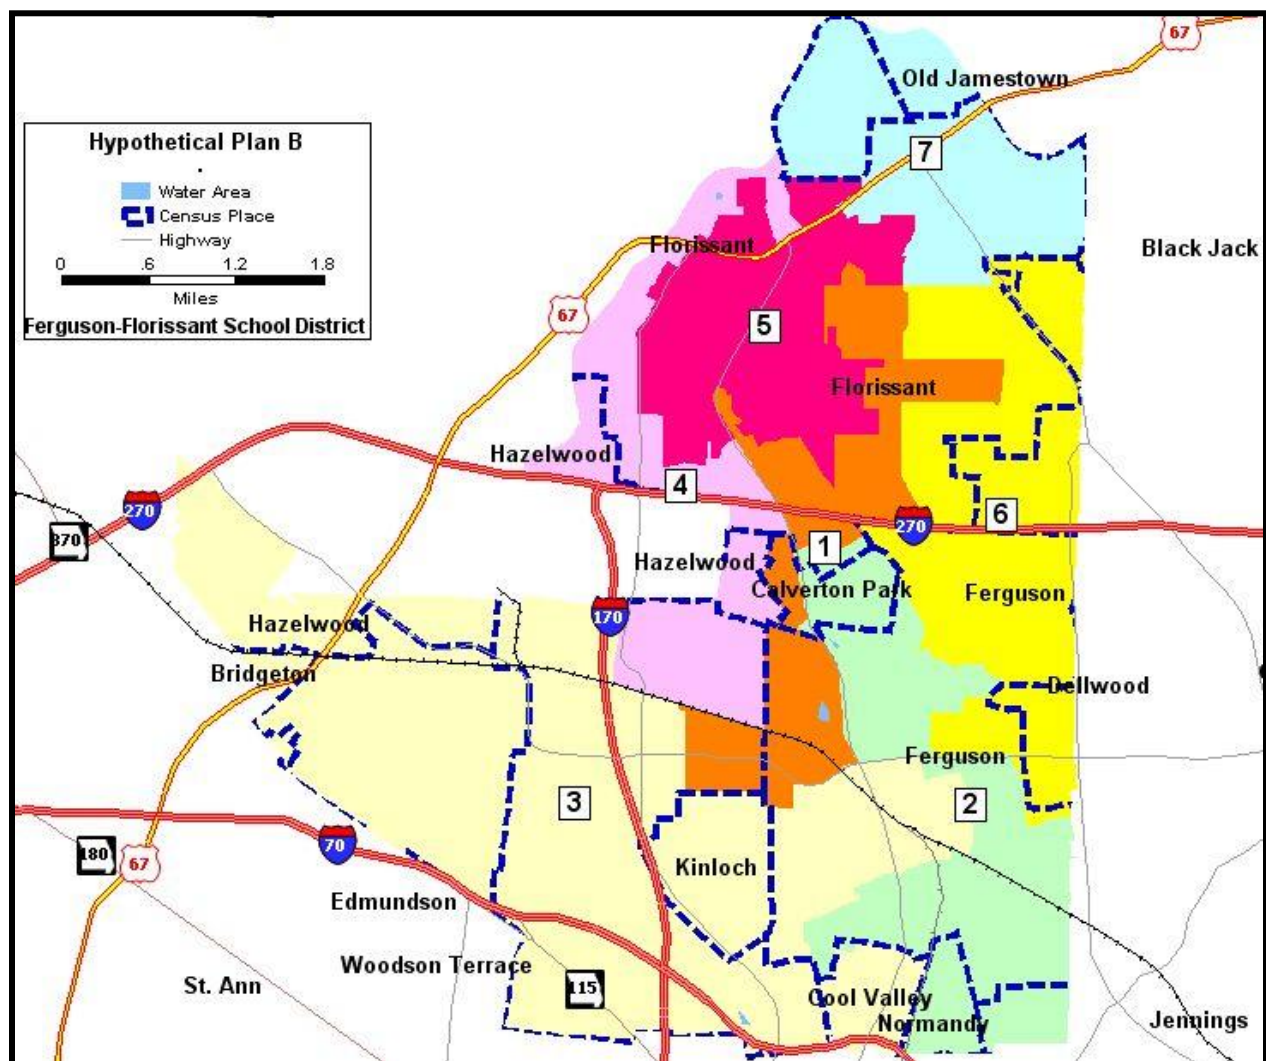 67
Old Jamestown
Hypothetical Plan B
7
Water Area
Census Place
Highway
Florissant
Black Jack
0 .6 1.2 1.8
Miles
Ferguson-Florissant School District
67
5
Florissant
Hazelwood
4
270
6
270
370
1
Hazelwood
Calverton Park
Ferguson
170
Hazelwood
Bridgeton
Dellwood
Ferguson
3
2
70
180
67
Kinloch
Edmundson
Woodson Terrace
St. Ann
115
Cool Valley
Normandy
Jennings